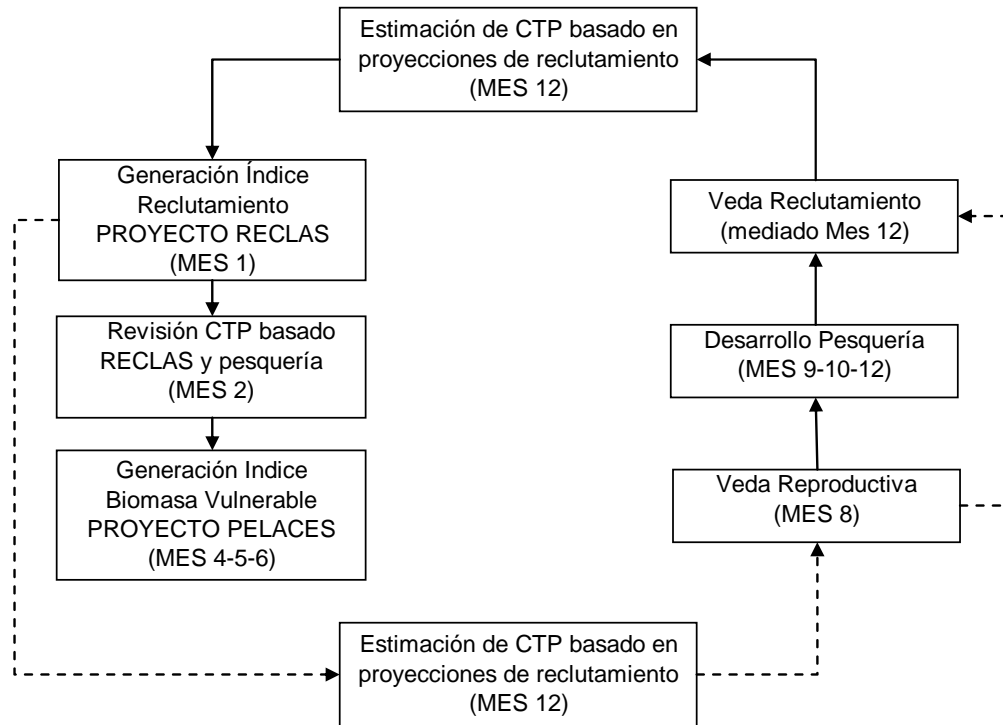 Estimación de CTP basado en
proyecciones de reclutamiento
(MES 12)
Generación Índice
Reclutamiento
PROYECTO RECLAS
(MES 1)
Revisión CTP basado
RECLAS y pesquería
(MES 2)
Generación Indice
Biomasa Vulnerable
PROYECTO PELACES
(MES 4-5-6)
Veda Reclutamiento
(mediado Mes 12)
Desarrollo Pesquería
(MES 9-10-12)
Veda Reproductiva
(MES 8)
Estimación de CTP basado en
proyecciones de reclutamiento
(MES 12)